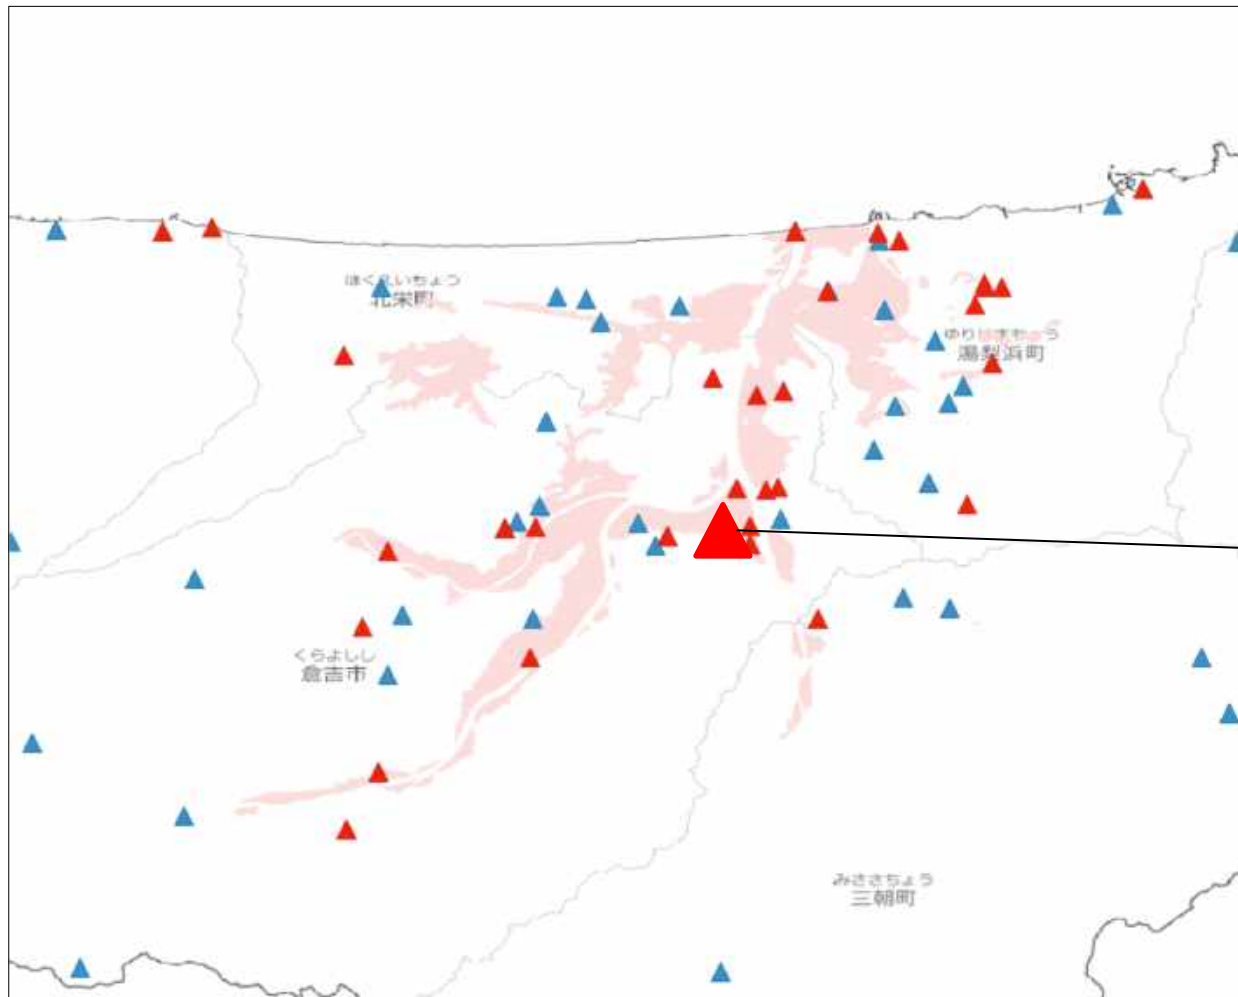 ほくえいちょう
北栄町
ゆりはまちょう
湯梨浜町
くらよしし
倉吉市
みささちょう
三朝町